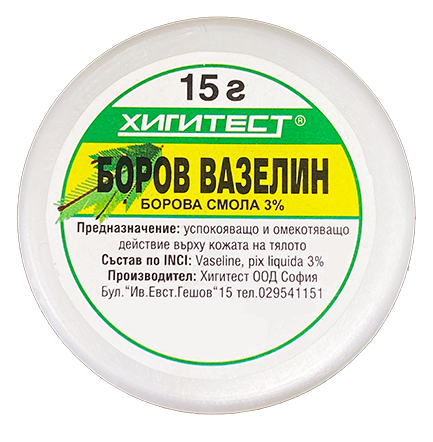 15 г
ХИГИТЕСТ®
БОРОВ ВАЗЕЛИН
БОРОВА СМОЛА 3%
Предназначение: успокояващо и омекотяващо
действие върху кожата на тялото
Състав по INCI: Vaseline, pix liquida 3%
Производител: Хигитест ООД София
Бул."Ив.Евст.Гешов"15 тел.029541151